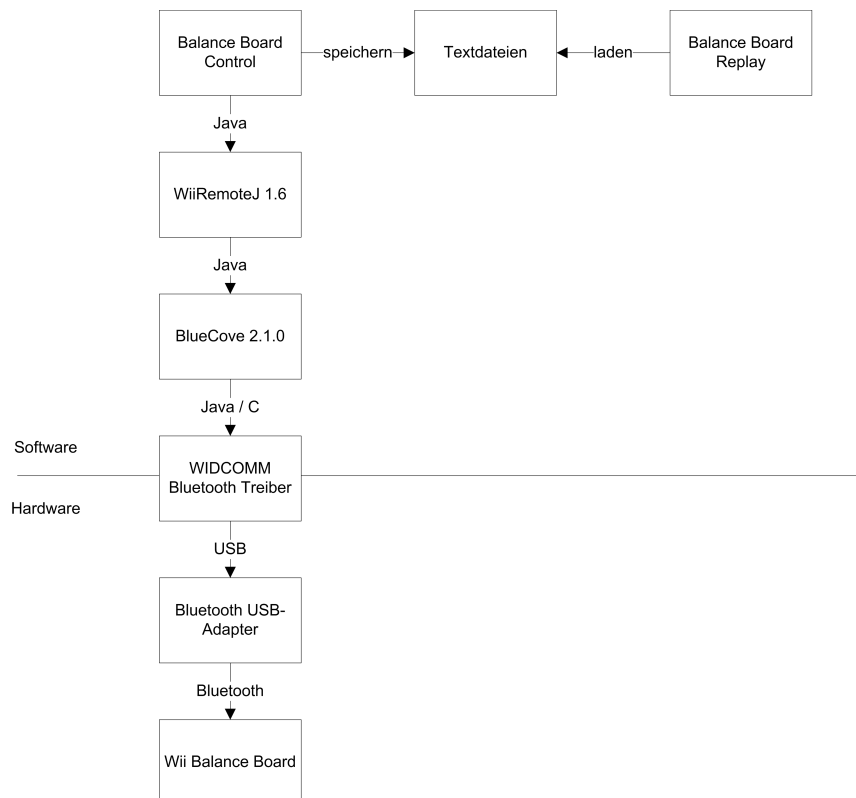 Balance Board
Control
speichern
Textdateien
laden
Balance Board
Replay
Java
WiiRemoteJ 1.6
Java
BlueCove 2.1.0
Java / C
Software
WIDCOMM
Bluetooth Treiber
Hardware
USB
Bluetooth USB-
Adapter
Bluetooth
Wii Balance Board